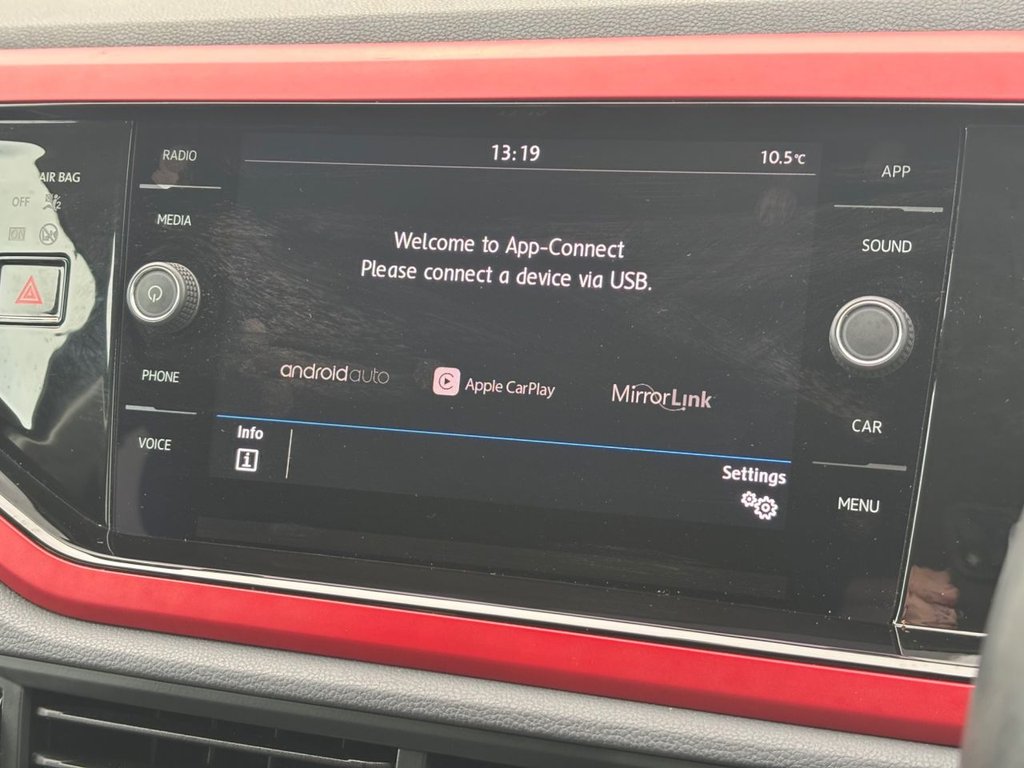 AIR BAG
OFF
ON
RADIO
MEDIA
PHONE
VOICE
13:19
10.5°C
Welcome to App-Connect
Please connect a device via USB.
androidauto
Apple CarPlay
MirrorLink
Info
Settings
APP
SOUND
CAR
MENU